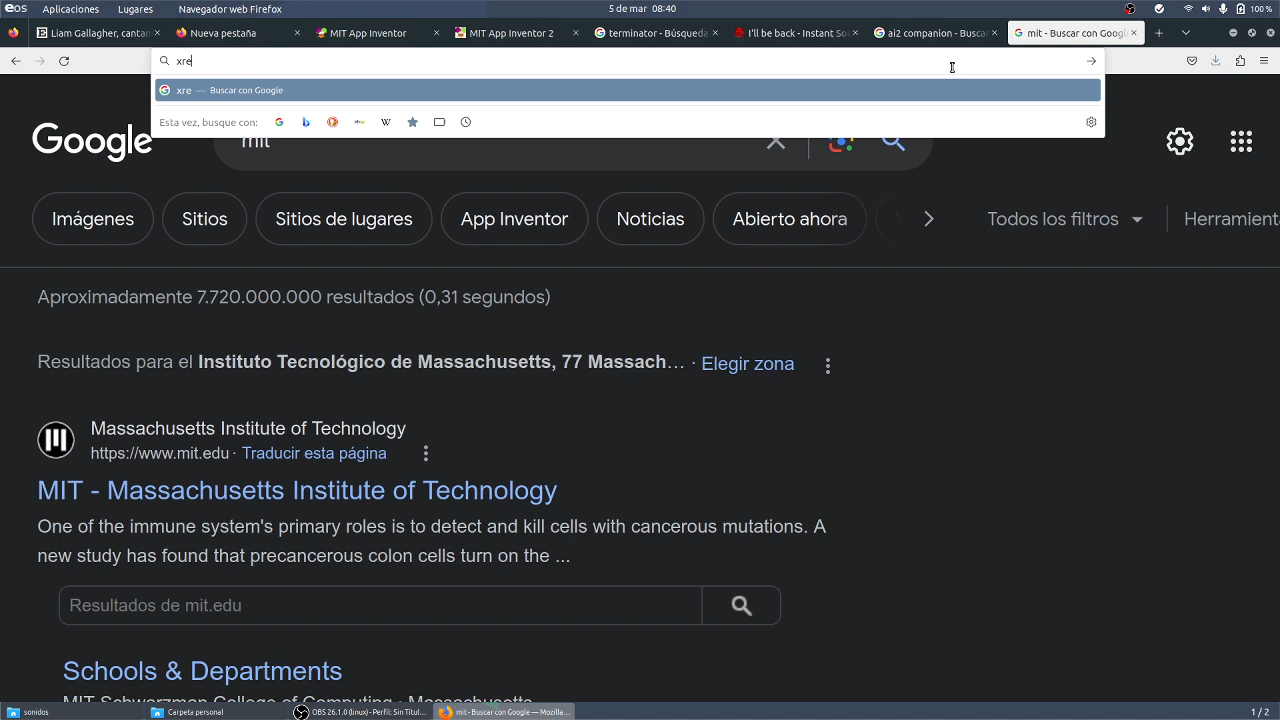 eos Aplicaciones Lugares Navegador web Firefox 5 de mar 08:40 100 %
Liam Gallagher, cantan Nueva pestaña MIT App Inventor MIT App Inventor 2 terminator - Búsqueda I'll be back - Instant Sou ai2 companion - Buscar mit - Buscar con Google
xre
xre — Buscar con Google
Esta vez, busque con:
Google mit
Imágenes Sitios Sitios de lugares App Inventor Noticias Abierto ahora Todos los filtros Herramient
Aproximadamente 7.720.000.000 resultados (0,31 segundos)
Resultados para el Instituto Tecnológico de Massachusetts, 77 Massach... · Elegir zona
Massachusetts Institute of Technology
https://www.mit.edu · Traducir esta página
MIT - Massachusetts Institute of Technology
One of the immune system's primary roles is to detect and kill cells with cancerous mutations. A
new study has found that precancerous colon cells turn on the ...
Resultados de mit.edu
Schools & Departments
MIT Schwarzman College of Computing · Massachusetts
sonidos Carpeta personal OBS 26.1.0 (linux) - Perfil: Sin Títul... mit - Buscar con Google — Mozilla... 1 / 2